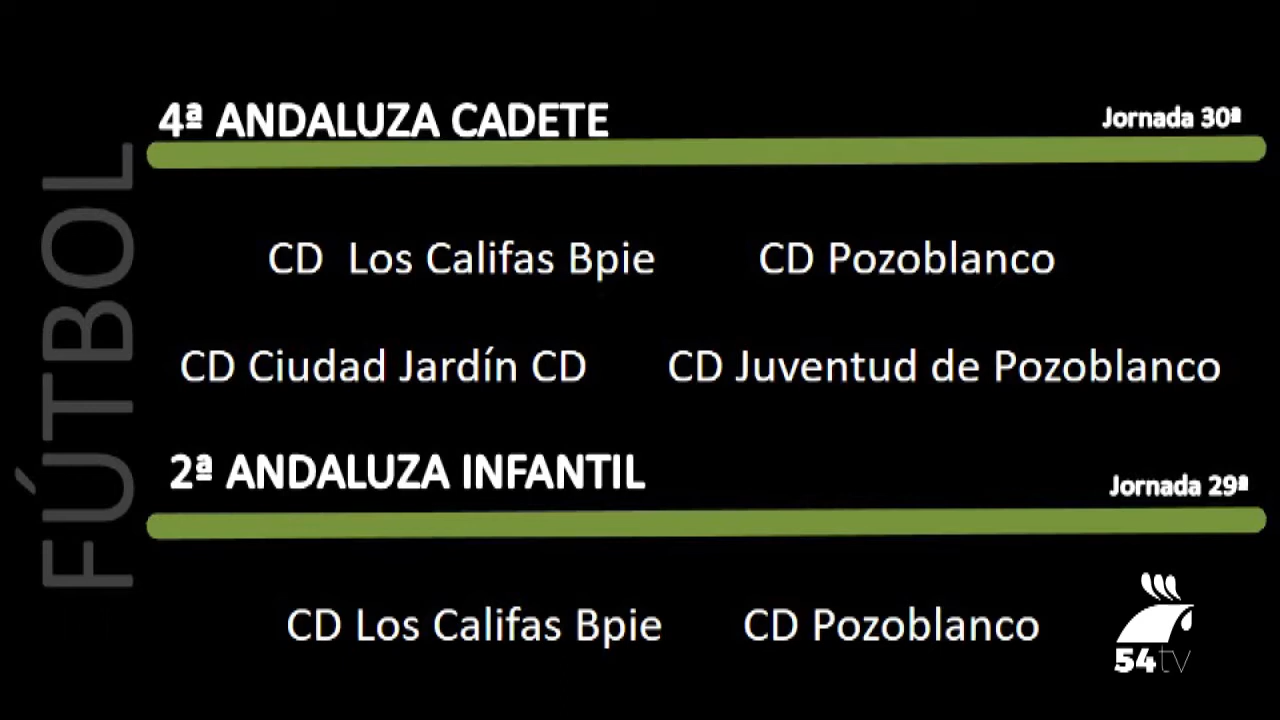 FÚTBOL
4ª ANDALUZA CADETE Jornada 30ª
CD Los Califas Bpie CD Pozoblanco
CD Ciudad Jardín CD CD Juventud de Pozoblanco
2ª ANDALUZA INFANTIL Jornada 29ª
CD Los Califas Bpie CD Pozoblanco
54tv